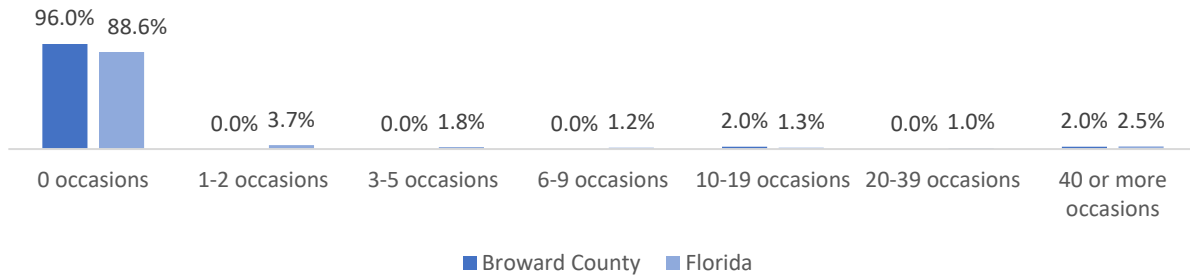 96.0%
88.6%
0.0% 3.7%
0.0% 1.8%
0.0% 1.2%
2.0% 1.3%
0.0% 1.0%
2.0% 2.5%
0 occasions
1-2 occasions
3-5 occasions
6-9 occasions
10-19 occasions
20-39 occasions
40 or more
occasions
Broward County
Florida